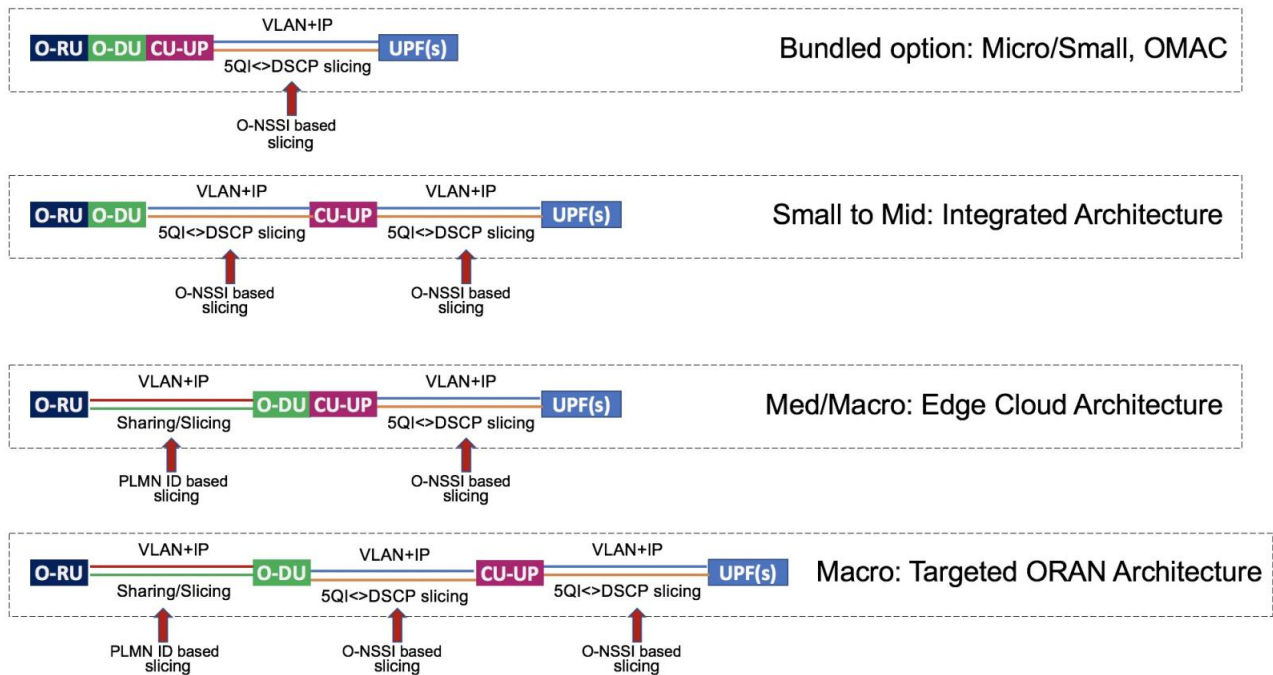 VLAN+IP
O-RU O-DU CU-UP UPF(s)
5QI<>DSCP slicing
Bundled option: Micro/Small, OMAC
O-NSSI based
slicing
VLAN+IP VLAN+IP
O-RU O-DU CU-UP UPF(s)
5QI<>DSCP slicing 5QI<>DSCP slicing
Small to Mid: Integrated Architecture
O-NSSI based O-NSSI based
slicing slicing
VLAN+IP VLAN+IP
O-RU O-DU CU-UP UPF(s)
Sharing/Slicing 5QI<>DSCP slicing
Med/Macro: Edge Cloud Architecture
PLMN ID based O-NSSI based
slicing slicing
VLAN+IP VLAN+IP VLAN+IP
O-RU O-DU CU-UP UPF(s)
Sharing/Slicing 5QI<>DSCP slicing 5QI<>DSCP slicing
Macro: Targeted ORAN Architecture
PLMN ID based O-NSSI based O-NSSI based
slicing slicing slicing